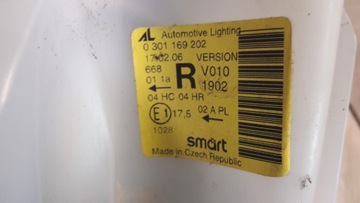 AL Automotive Lighting
0 301 169 202
17.02.06 VERSION
668 R V010
01 1a 1902
04 HC 04 HR
E1 17,5 02 A PL
1028 smart
Made in Czech Republic